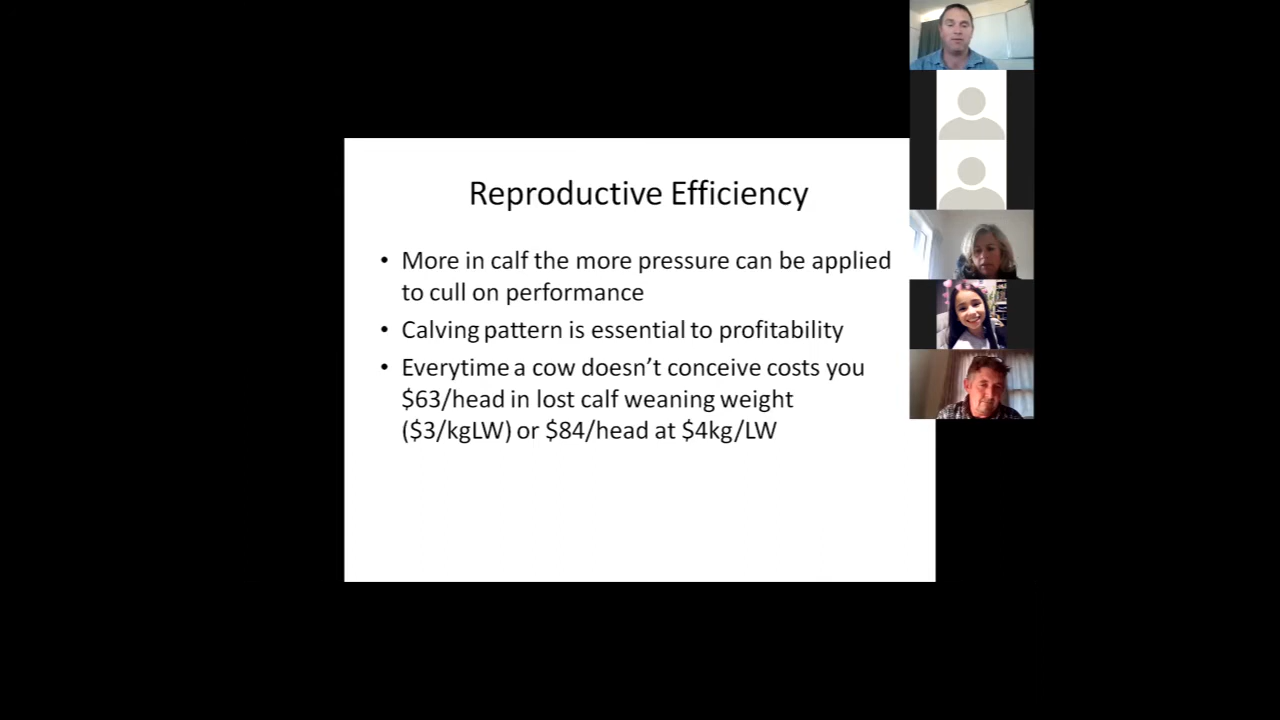 Reproductive Efficiency
• More in calf the more pressure can be applied
to cull on performance
• Calving pattern is essential to profitability
• Everytime a cow doesn’t conceive costs you
$63/head in lost calf weaning weight
($3/kgLW) or $84/head at $4kg/LW